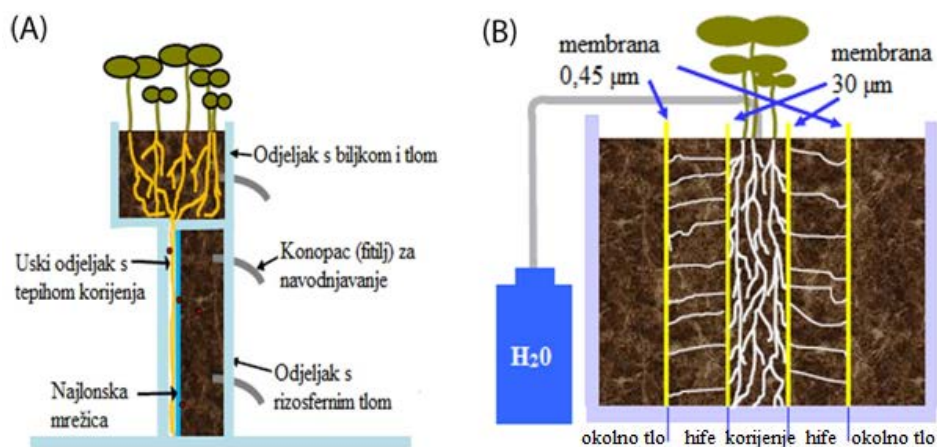 (A)
Odjeljak s biljkom i tlom
Uski odjeljak s
tepihom korijenja
Konopac (fitilj) za
navodnjavanje
Najlonska
mrežica
Odjeljak s
rizosfernim tlom
(B)
membrana
0,45 µm
membrana
30 µm
H20
okolno tlo
hife
korijenje
hife
okolno tlo